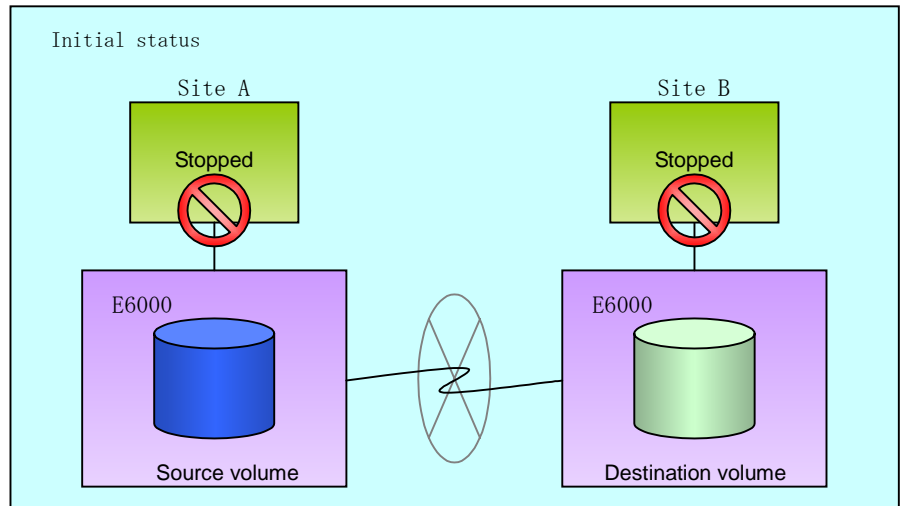 Initial status
Site A
Site B
Stopped
Stopped
E6000
E6000
Source volume
Destination volume